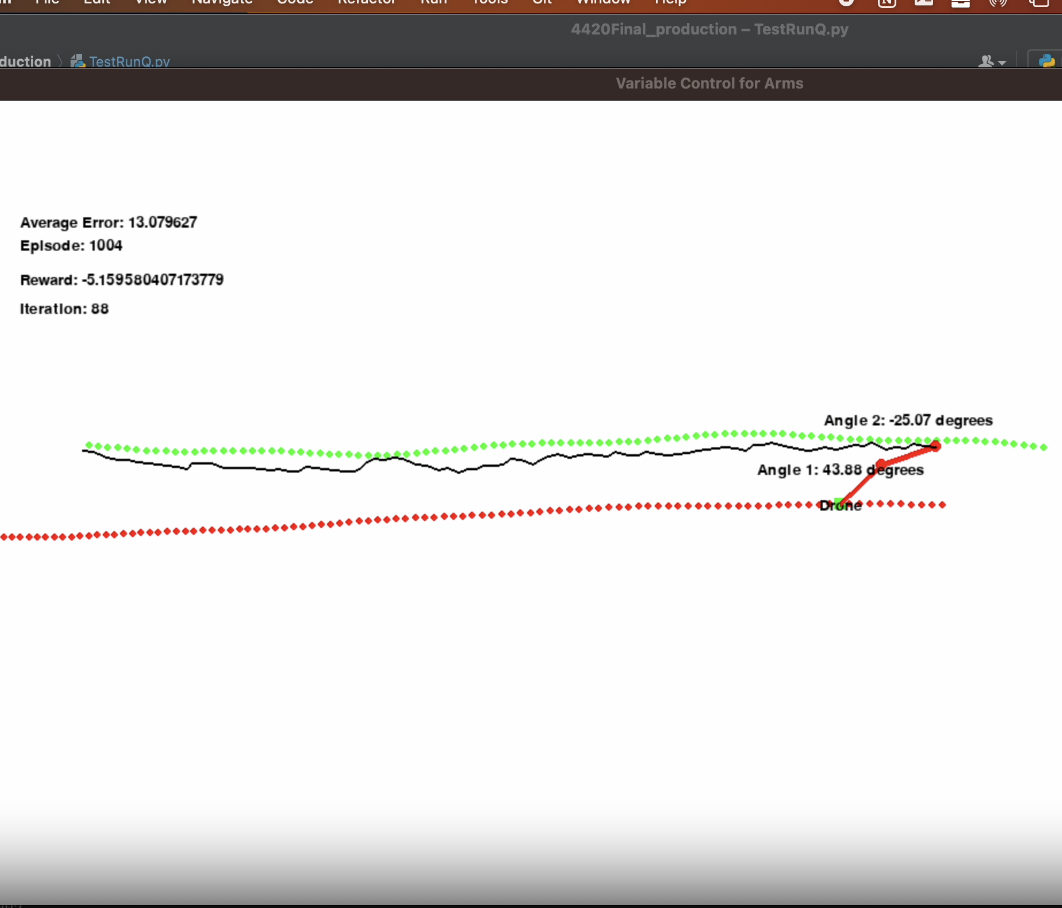 File Edit View Navigate Code Refactor Run Tools Git Window Help
4420Final_production – TestRunQ.py
duction TestRunQ.py
Variable Control for Arms
Average Error: 13.079627
Episode: 1004
Reward: -5.159580407173779
Iteration: 88
Angle 2: -25.07 degrees
Angle 1: 43.88 degrees
Drone